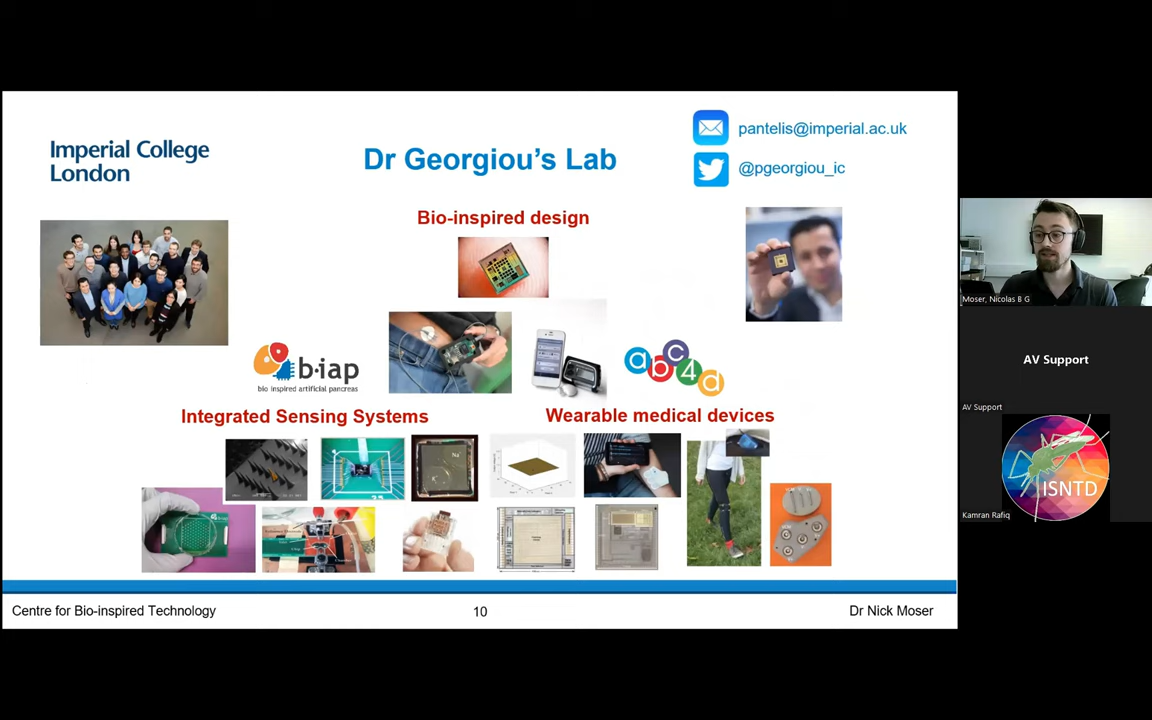 Imperial College
London
Dr Georgiou's Lab
pantelis@imperial.ac.uk
@pgeorgiou_ic
Bio-inspired design
b·iap
bio inspired artificial pancreas
abc4d
Integrated Sensing Systems
Wearable medical devices
Na
Centre for Bio-inspired Technology
10
Dr Nick Moser
Moser, Nicolas B G
AV Support
AV Support
ISNTD
Kamran Rafiq